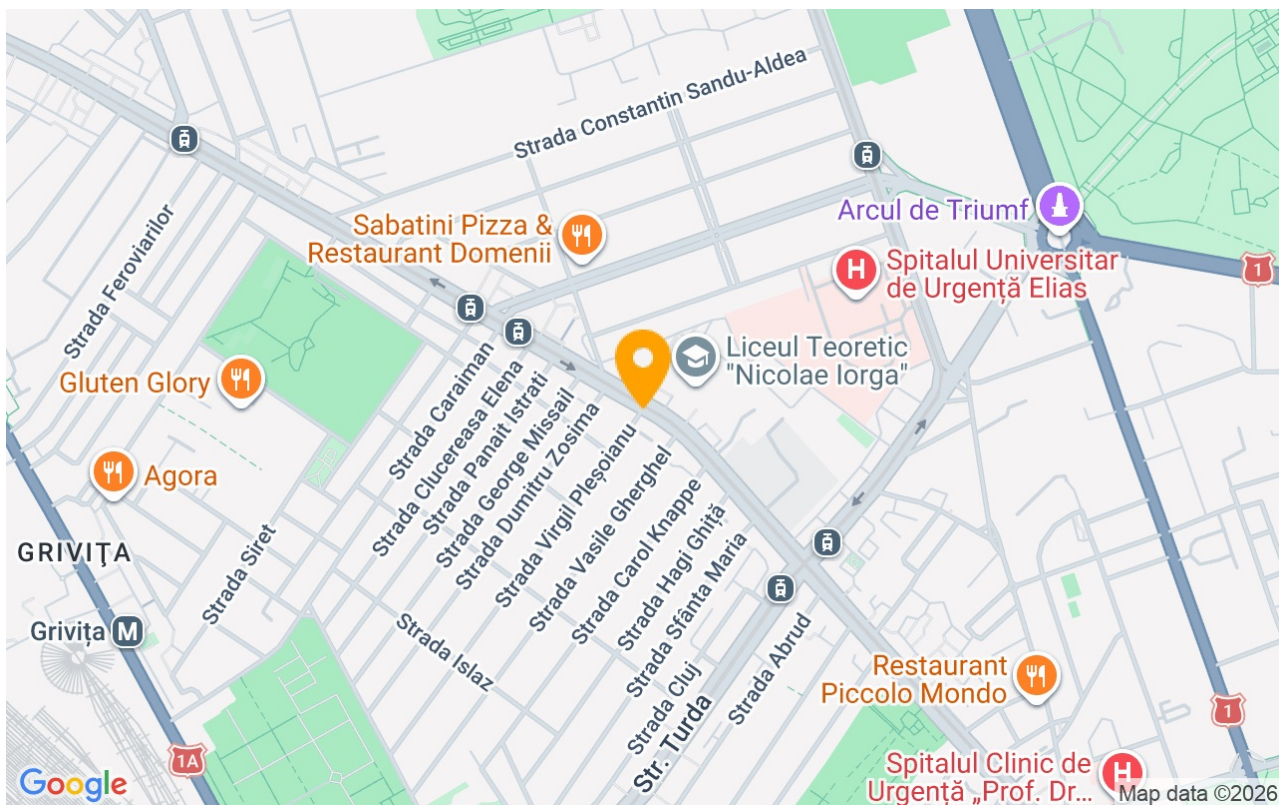 Strada Constantin Sandu-Aldea
Strada Feroviarilor
Sabatini Pizza &
Restaurant Domenii
Arcul de Triumf
1
Spitalul Universitar
de Urgență Elias
H
Liceul Teoretic
"Nicolae Iorga"
Gluten Glory
Agora
Strada Caraiman
Strada Clucereasa Elena
Strada Panait Istrati
Strada George Missail
Strada Dumitru Zosima
Strada Virgil Pleșoianu
Strada Vasile Gherghel
Strada Carol Knappe
Strada Hagi Ghiță
Strada Sfânta Maria
Strada Cluj
Str. Turda
Strada Abrud
GRIVIŢA
Strada Siret
Grivița M
Strada Islaz
Restaurant
Piccolo Mondo
1
1A
Spitalul Clinic de
Urgență „Prof. Dr...
H
Google
Map data ©2026